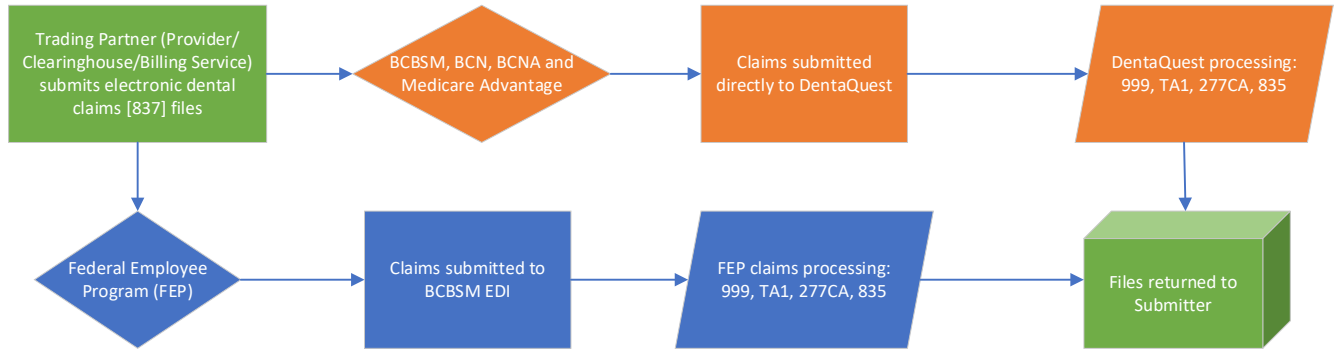 Trading Partner (Provider/
Clearinghouse/Billing Service)
submits electronic dental
claims [837] files
BCBSM, BCN, BCNA and
Medicare Advantage
Claims submitted
directly to DentaQuest
DentaQuest processing:
999, TA1, 277CA, 835
Federal Employee
Program (FEP)
Claims submitted to
BCBSM EDI
FEP claims processing:
999, TA1, 277CA, 835
Files returned to
Submitter